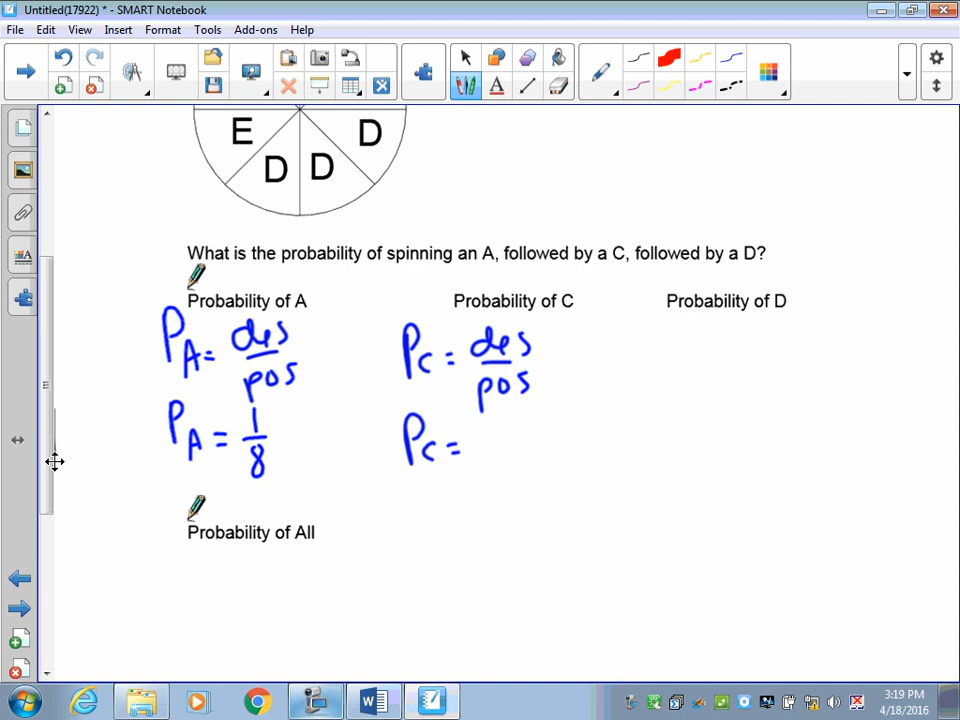 Untitled(17922) * - SMART Notebook
File Edit View Insert Format Tools Add-ons Help
E D D D
What is the probability of spinning an A, followed by a C, followed by a D?
Probability of A Probability of C Probability of D
PA = des/pos PC = des/pos
PA = 1/8 PC =
Probability of All
3:19 PM
4/18/2016